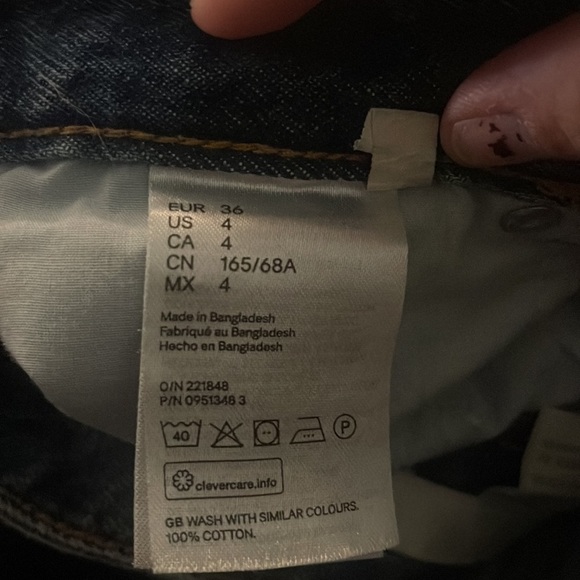 EUR 36
US 4
CA 4
CN 165/68A
MX 4
Made in Bangladesh
Fabriqué au Bangladesh
Hecho en Bangladesh
O/N 221848
P/N 0951348 3
40
P
clevercare.info
GB WASH WITH SIMILAR COLOURS.
100% COTTON.